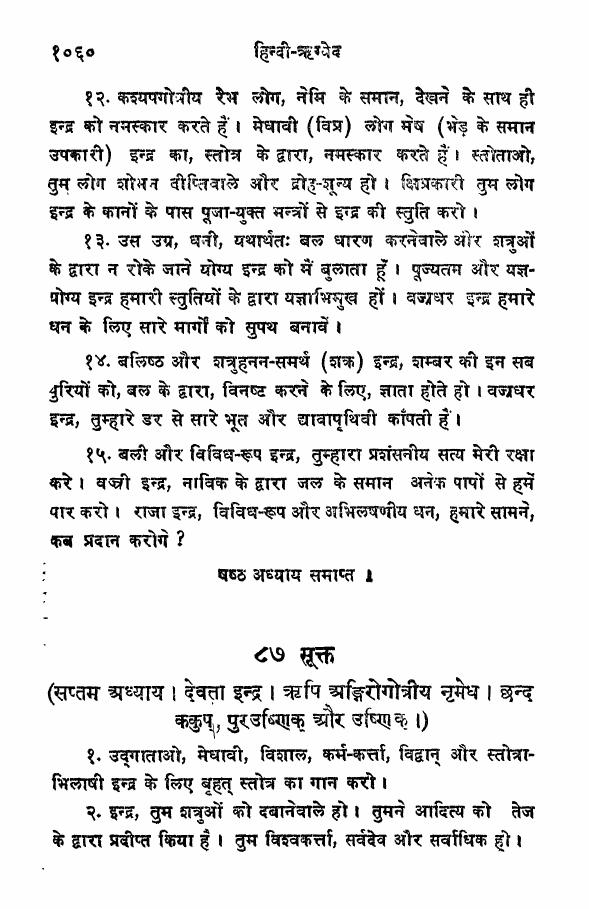 १०६० हिन्दी-ऋग्वेद
१२. कश्यपगोत्रीय रेभ लोग, नेमि के समान, देखने के साथ ही
इन्द्र को नमस्कार करते हैं । मेधावी (विप्र) लोग मेष (भेड़ के समान
उपकारी) इन्द्र का, स्तोत्र के द्वारा, नमस्कार करते हैं । स्तोताओ,
तुम लोग शोभन दीप्तिवाले और द्रोह-शून्य हो । क्षिप्रकारी तुम लोग
इन्द्र के कानों के पास पूजा-युक्त मन्त्रों से इन्द्र की स्तुति करो ।
१३. उस उग्र, धनी, यथार्थतः बल धारण करनेवाले और शत्रुओं
के द्वारा न रोके जाने योग्य इन्द्र को मैं बुलाता हूँ । पूज्यतम और यज्ञ-
योग्य इन्द्र हमारी स्तुतियों के द्वारा यज्ञाभिमुख हों । वज्रधर इन्द्र हमारे
धन के लिए सारे मार्गों को सुपथ बनावें ।
१४. बलिष्ठ और शत्रुहनन-समर्थ (शक्र) इन्द्र, शम्बर की इन सब
पुरियों को, बल के द्वारा, विनष्ट करने के लिए, ज्ञाता होते हो । वज्रधर
इन्द्र, तुम्हारे डर से सारे भूत और द्यावापृथिवी काँपती हैं ।
१५. बली और विविध-रूप इन्द्र, तुम्हारा प्रशंसनीय सत्य मेरी रक्षा
करे । वज्री इन्द्र, नाविक के द्वारा जल के समान अनेक पापों से हमें
पार करो । राजा इन्द्र, विविध-रूप और अभिलषणीय धन, हमारे सामने,
कब प्रदान करोगे ?
षष्ठ अध्याय समाप्त ।
८७ सूक्त
(सप्तम अध्याय । देवता इन्द्र । ऋषि अङ्गिरोगोत्रीय नृमेध । छन्द
ककुप्, पुरउष्णिक् और उष्णिक् ।)
१. उद्‌गाताओ, मेधावी, विशाल, कर्म-कर्त्ता, विद्वान् और स्तोत्रा-
भिलाषी इन्द्र के लिए बृहत् स्तोत्र का गान करो ।
२. इन्द्र, तुम शत्रुओं को दबानेवाले हो । तुमने आदित्य को तेज
के द्वारा प्रदीप्त किया है । तुम विश्वकर्त्ता, सर्वदेव और सर्वाधिक हो ।